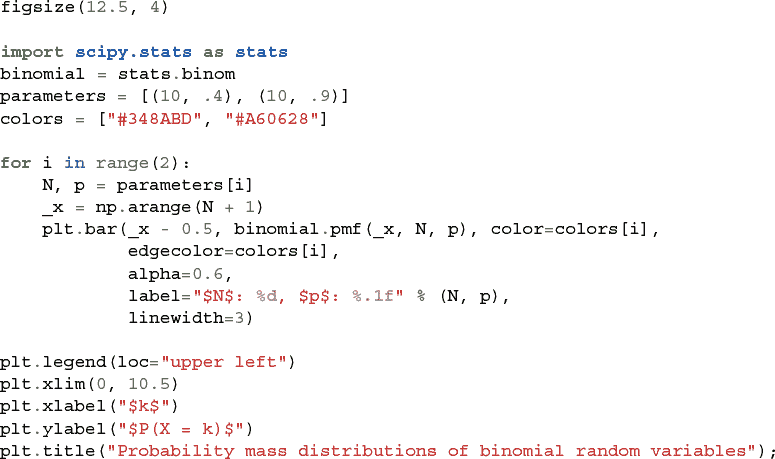 figsize(12.5, 4)

import scipy.stats as stats
binomial = stats.binom
parameters = [(10, .4), (10, .9)]
colors = ["#348ABD", "#A60628"]

for i in range(2):
    N, p = parameters[i]
    _x = np.arange(N + 1)
    plt.bar(_x - 0.5, binomial.pmf(_x, N, p), color=colors[i],
            edgecolor=colors[i],
            alpha=0.6,
            label="$N$: %d, $p$: %.1f" % (N, p),
            linewidth=3)

plt.legend(loc="upper left")
plt.xlim(0, 10.5)
plt.xlabel("$k$")
plt.ylabel("$P(X = k)$")
plt.title("Probability mass distributions of binomial random variables");